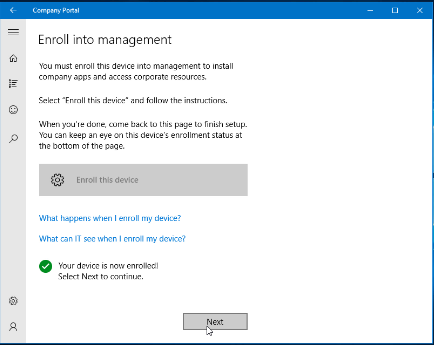 Company Portal
Enroll into management
You must enroll this device into management to install
company apps and access corporate resources.
Select "Enroll this device" and follow the instructions.
When you're done, come back to this page to finish setup.
You can keep an eye on this device's enrollment status at
the bottom of the page.
Enroll this device
What happens when I enroll my device?
What can IT see when I enroll my device?
Your device is now enrolled!
Select Next to continue.
Next